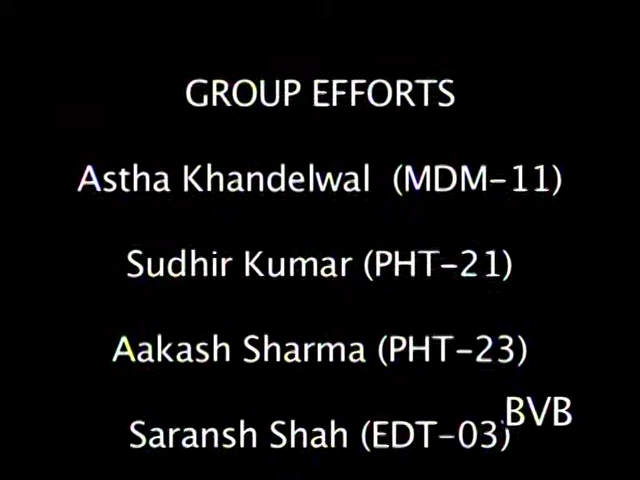 GROUP EFFORTS
Astha Khandelwal (MDM-11)
Sudhir Kumar (PHT-21)
Aakash Sharma (PHT-23)
BVB
Saransh Shah (EDT-03)